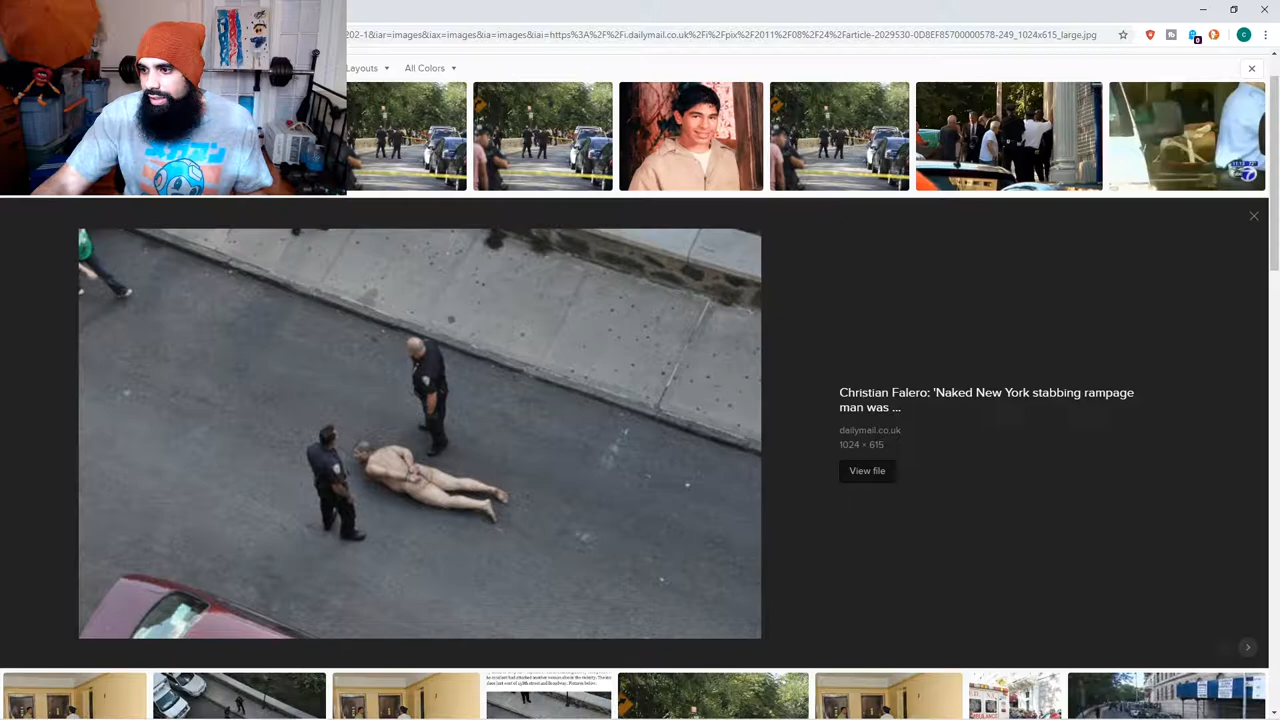 202-1&iar=images&iax=images&ia=images&iai=https%3A%2F%2Fi.dailymail.co.uk%2Fi%2Fpix%2F2011%2F08%2F24%2Farticle-2029530-0D8EF85700000578-249_1024x615_large.jpg
Layouts
All Colors
7
Christian Falero: 'Naked New York stabbing rampage
man was ...
dailymail.co.uk
1024 × 615
View file